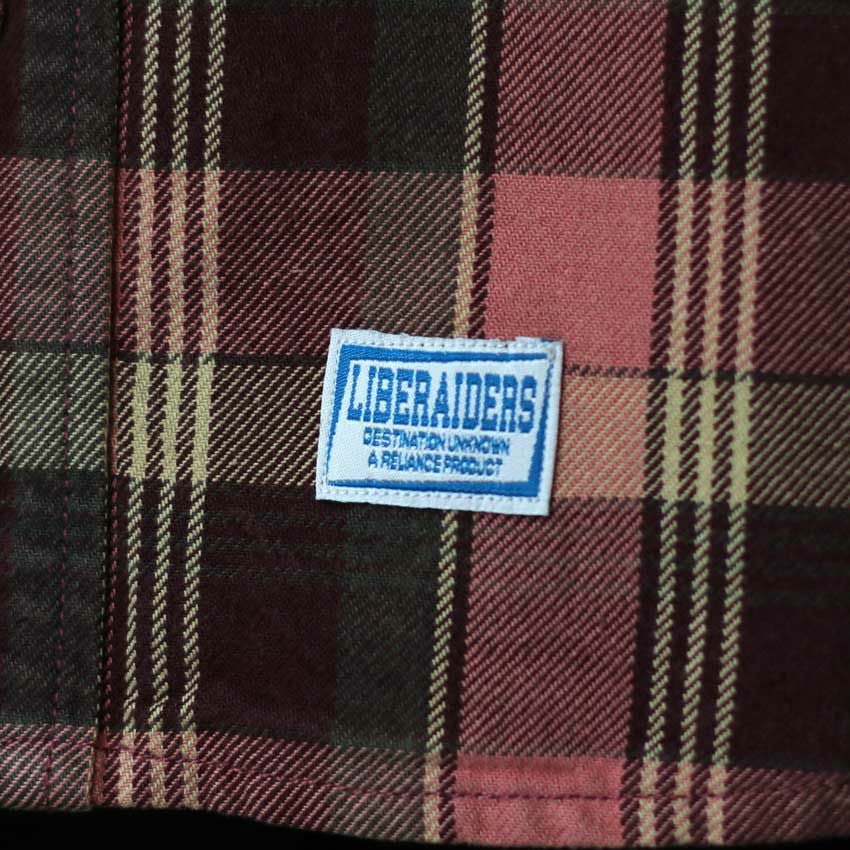 LIBERAIDERS
DESTINATION UNKNOWN
A RELIANCE PRODUCT